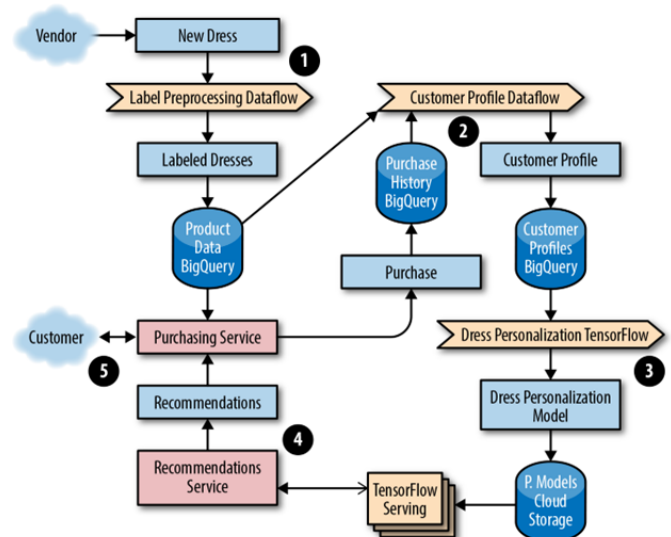 Vendor
New Dress
1
Label Preprocessing Dataflow
Customer Profile Dataflow
2
Labeled Dresses
Purchase
History
BigQuery
Customer Profile
Product
Data
BigQuery
Customer
Profiles
BigQuery
Purchase
Customer
Purchasing Service
Dress Personalization TensorFlow
5
3
Recommendations
Dress Personalization
Model
4
Recommendations
Service
TensorFlow
Serving
P. Models
Cloud
Storage